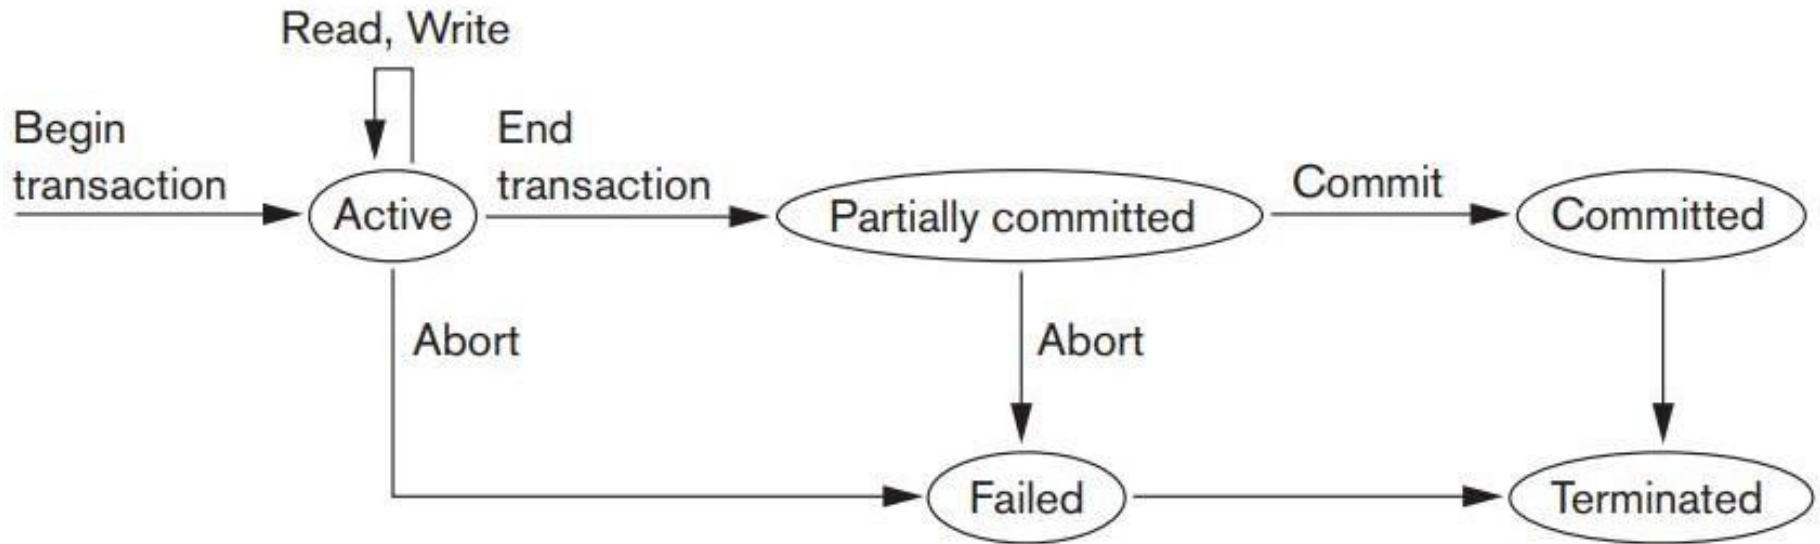 Read, Write
Begin
transaction
End
transaction
Active
Partially committed
Commit
Committed
Abort
Abort
Failed
Terminated